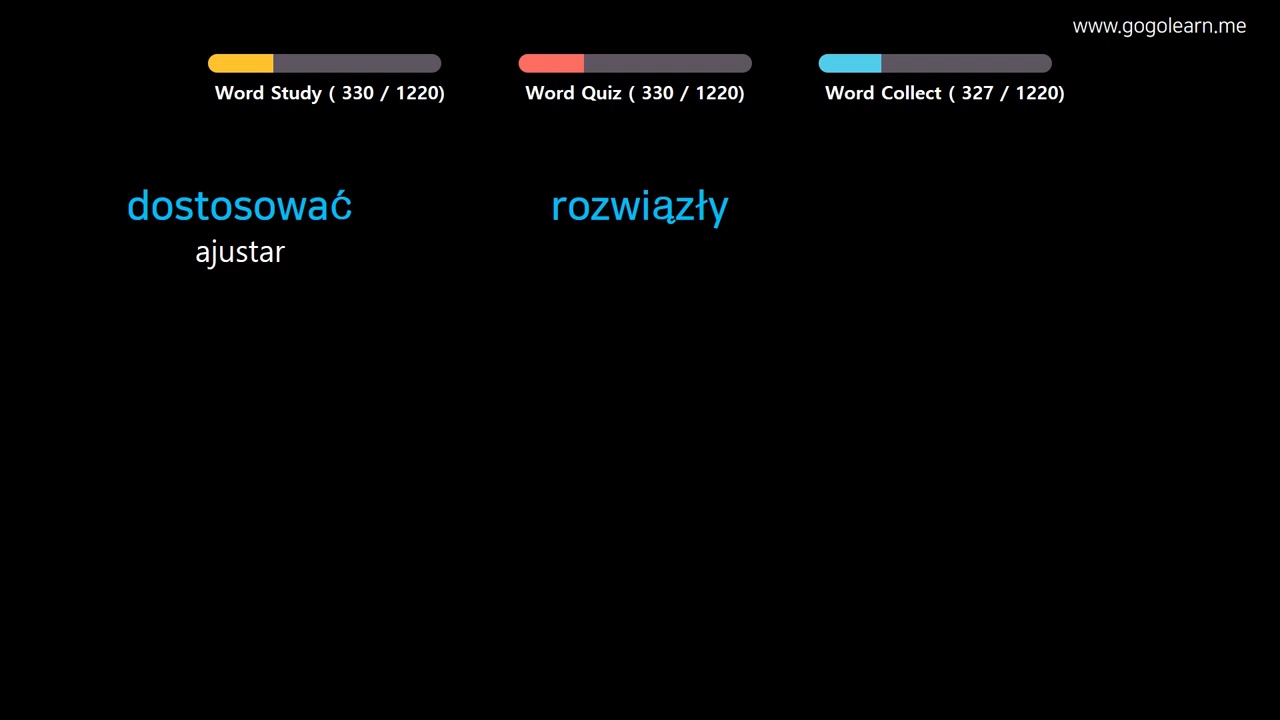 www.gogolearn.me
Word Study ( 330 / 1220)
Word Quiz ( 330 / 1220)
Word Collect ( 327 / 1220)
dostosować
ajustar
rozwiązły